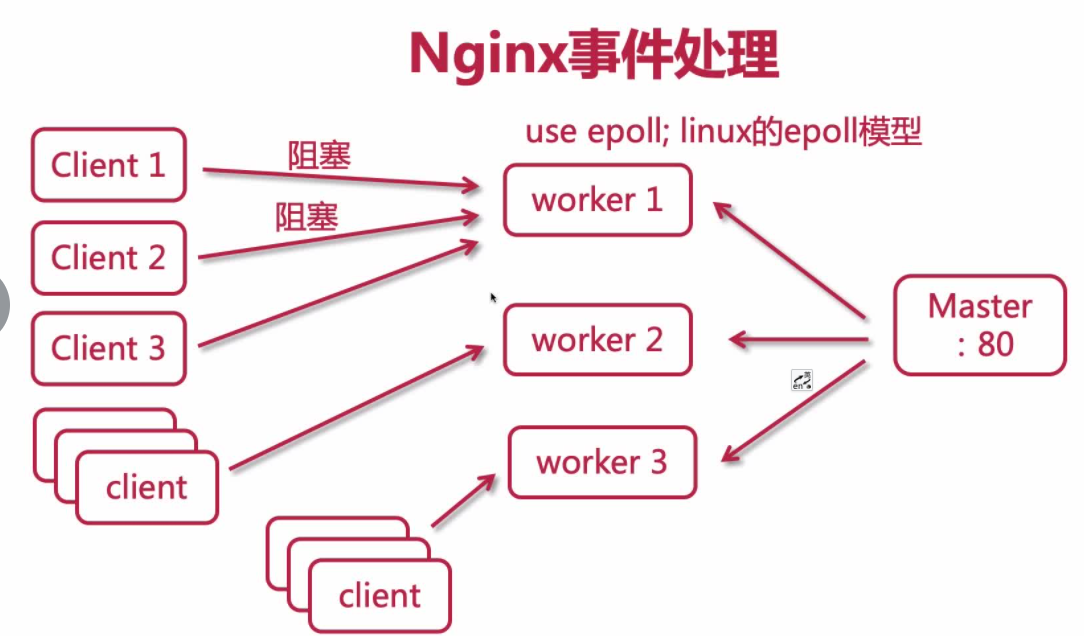 Nginx事件处理
use epoll; linux的epoll模型
Client 1
阻塞
worker 1
阻塞
Client 2
Client 3
worker 2
Master
：80
worker 3
client
client